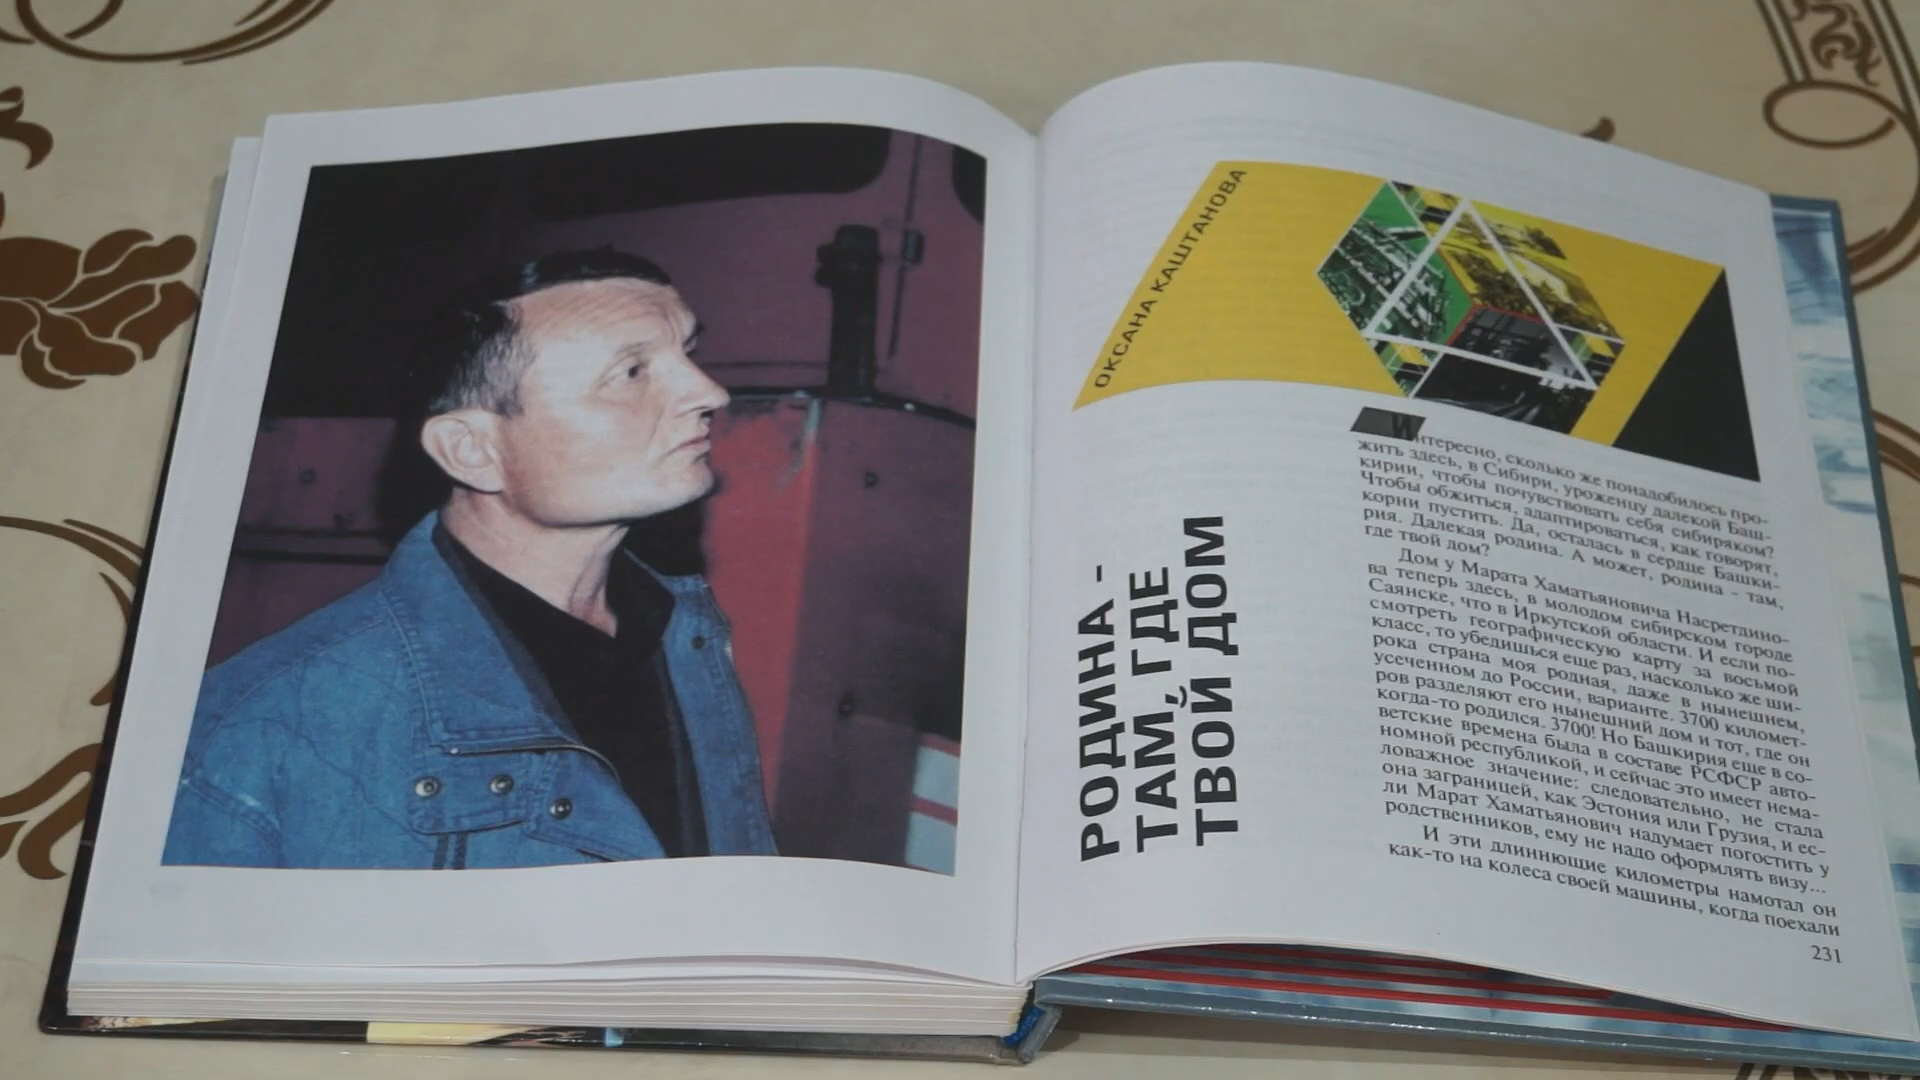 ОКСАНА КАШТАНОВА
РОДИНА -
ТАМ, ГДЕ
ТВОЙ ДОМ
Интересно, сколько же понадобилось про-
жить здесь, в Сибири, уроженцу далекой Баш-
кирии, чтобы почувствовать себя сибиряком?
Чтобы обжиться, адаптироваться, как говорят,
корни пустить. Да, осталась в сердце Башки-
рия. Далекая родина. А может, родина - там,
где твой дом?
Дом у Марата Хаматьяновича Насретдино-
ва теперь здесь, в молодом сибирском городе
Саянске, что в Иркутской области. И если по-
смотреть географическую карту за восьмой
класс, то убедишься еще раз, насколько же ши-
рока страна моя родная, даже в нынешнем,
усеченном до России, варианте. 3700 километ-
ров разделяют его нынешний дом и тот, где он
когда-то родился. 3700! Но Башкирия еще в со-
ветские времена была в составе РСФСР авто-
номной республикой, и сейчас это имеет нема-
ловажное значение: следовательно, не стала
она заграницей, как Эстония или Грузия, и ес-
ли Марат Хаматьянович надумает погостить у
родственников, ему не надо оформлять визу...
И эти длиннющие километры намотал он
как-то на колеса своей машины, когда поехали
231